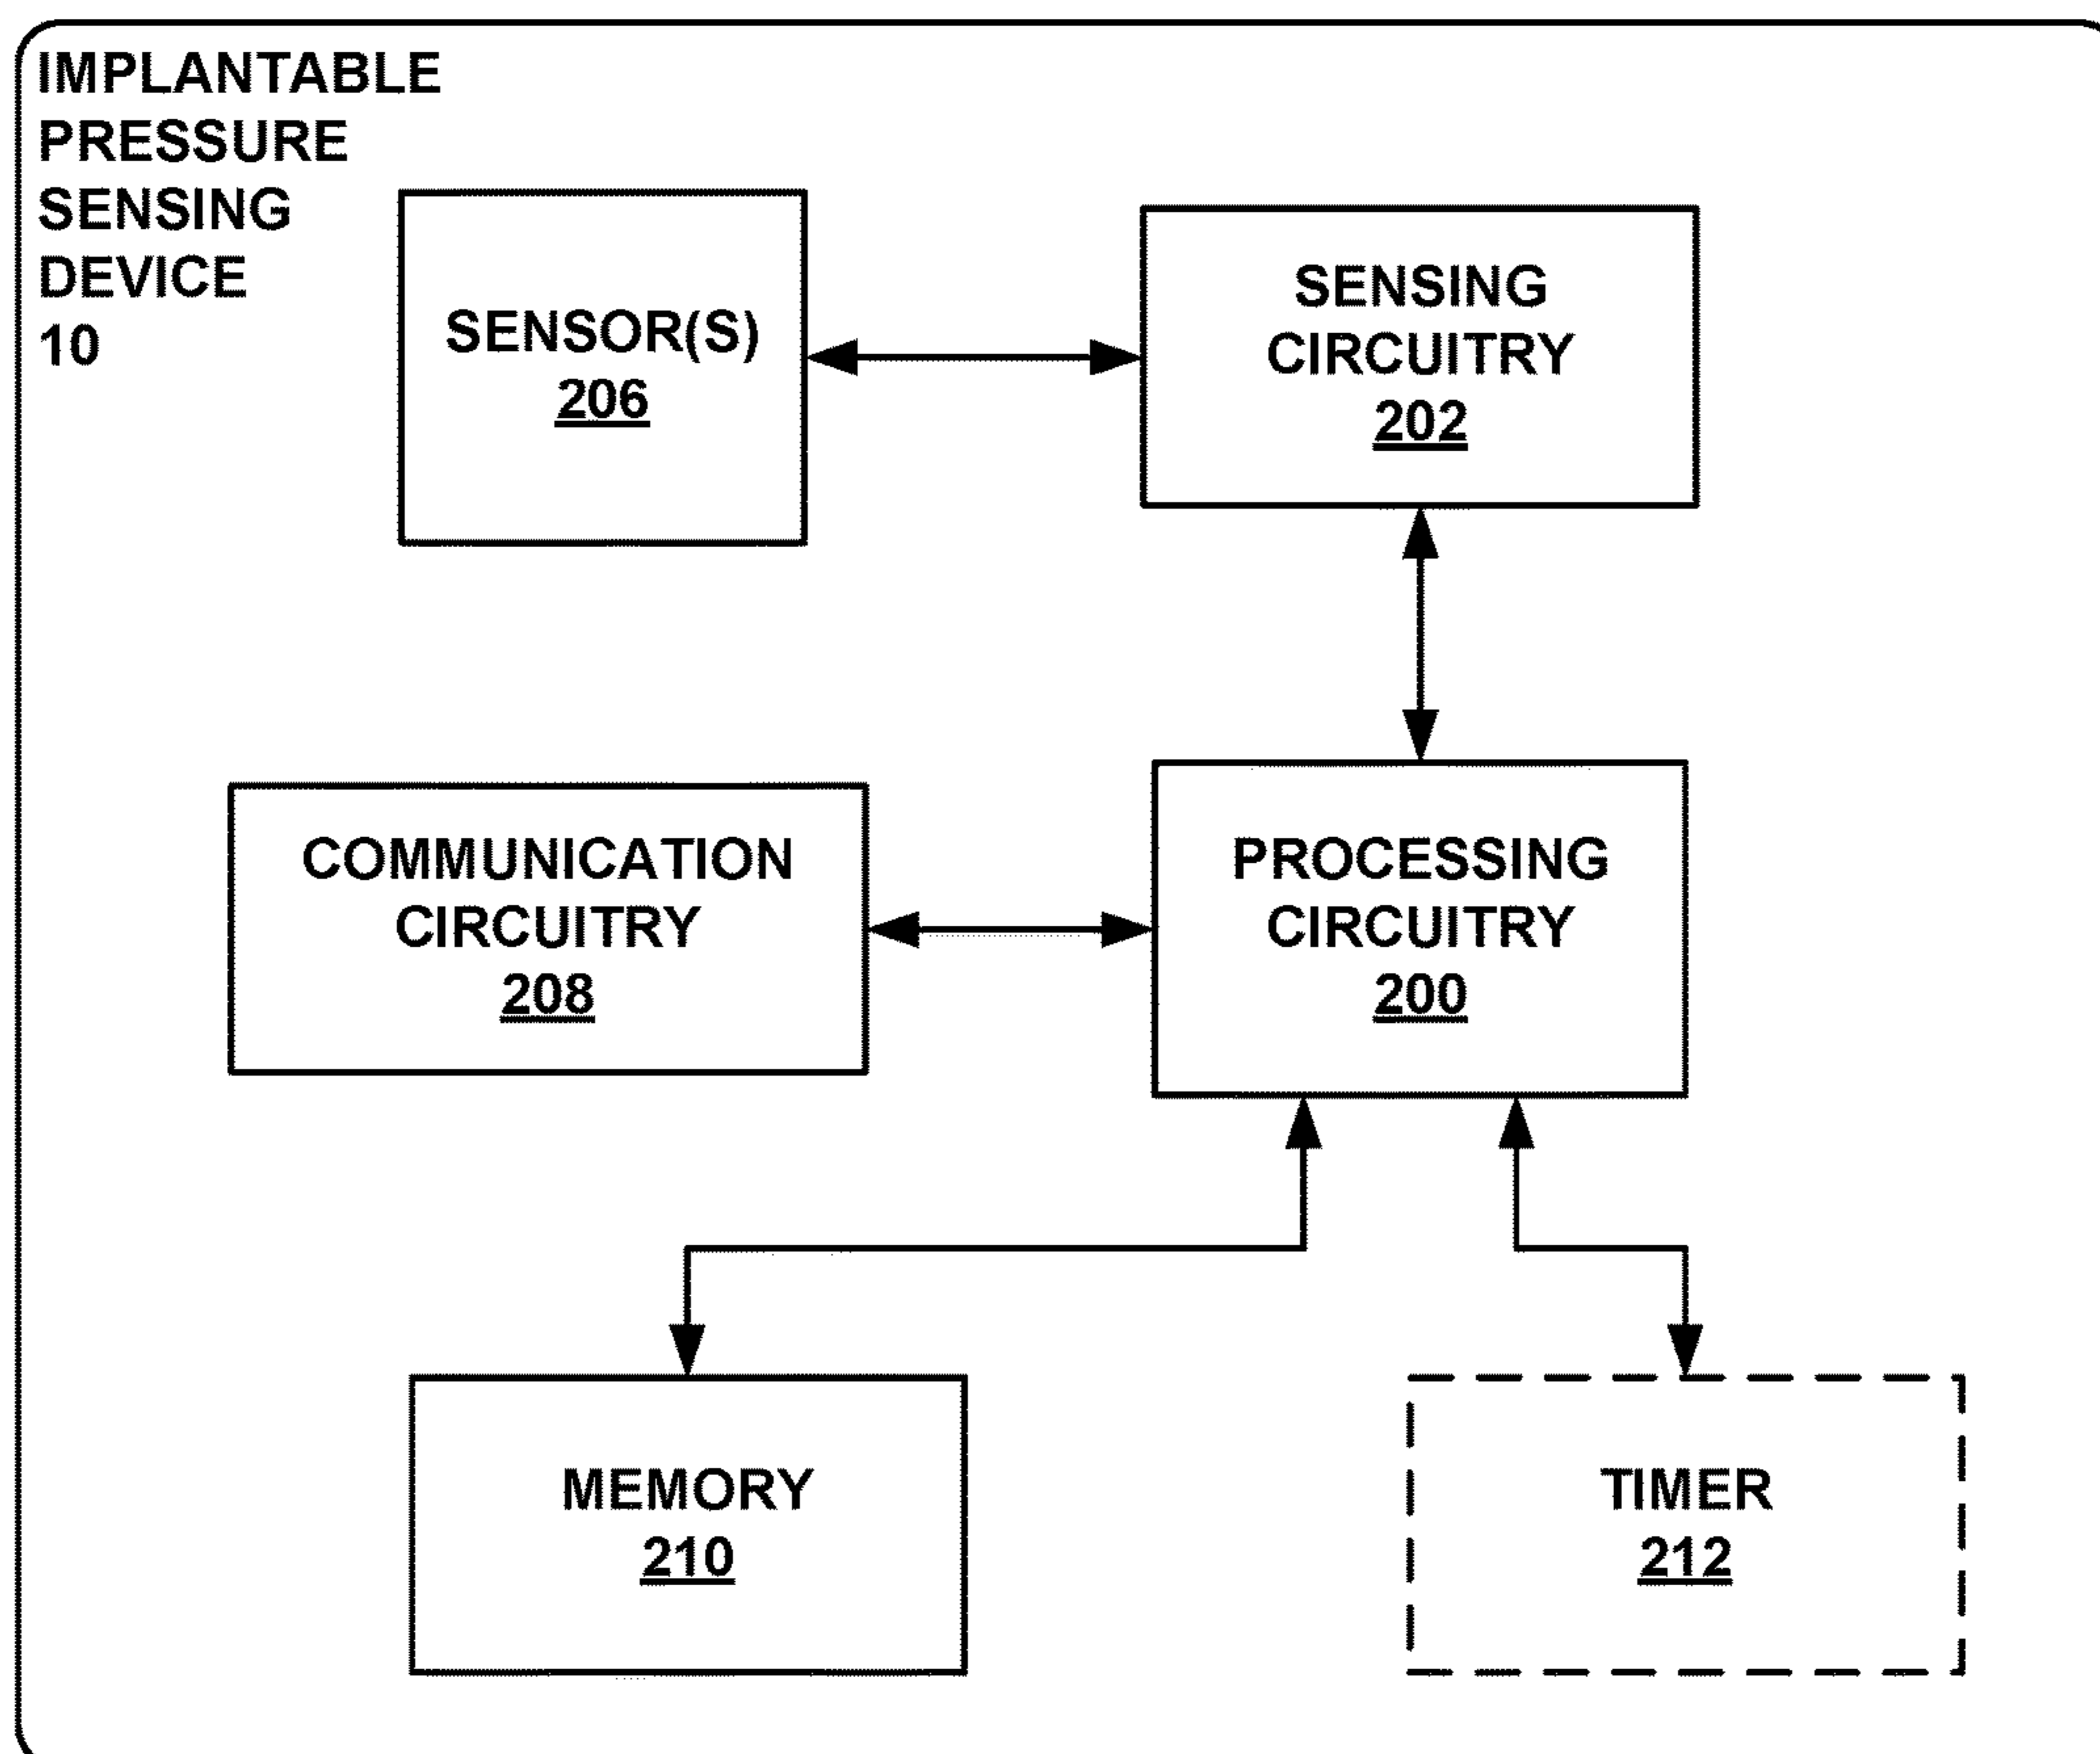 IMPLANTABLE
PRESSURE
SENSING
DEVICE
10
SENSOR(S)
206
SENSING
CIRCUITRY
202
COMMUNICATION
CIRCUITRY
208
PROCESSING
CIRCUITRY
200
MEMORY
210
TIMER
212